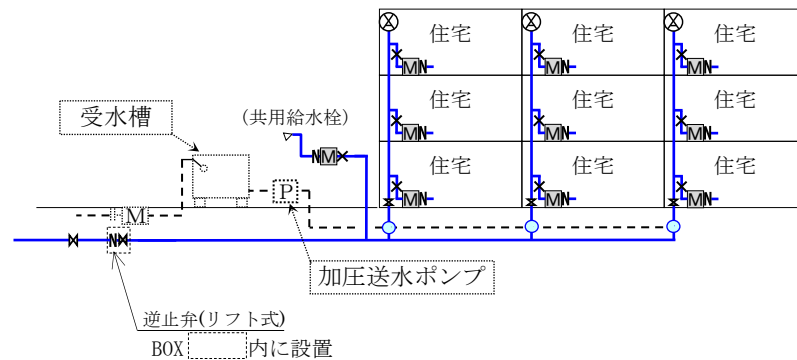 住宅 住宅 住宅
M M M
受水槽
(共用給水栓)
住宅 住宅 住宅
M M M
M
住宅 住宅 住宅
P
M M M
M
加圧送水ポンプ
逆止弁(リフト式)
BOX 内に設置